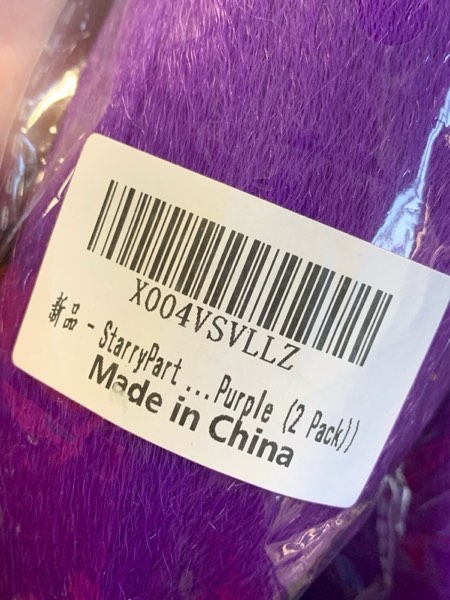 X004VSVLLZ
新品 - StarryPart ... Purple (2 Pack))
Made in China